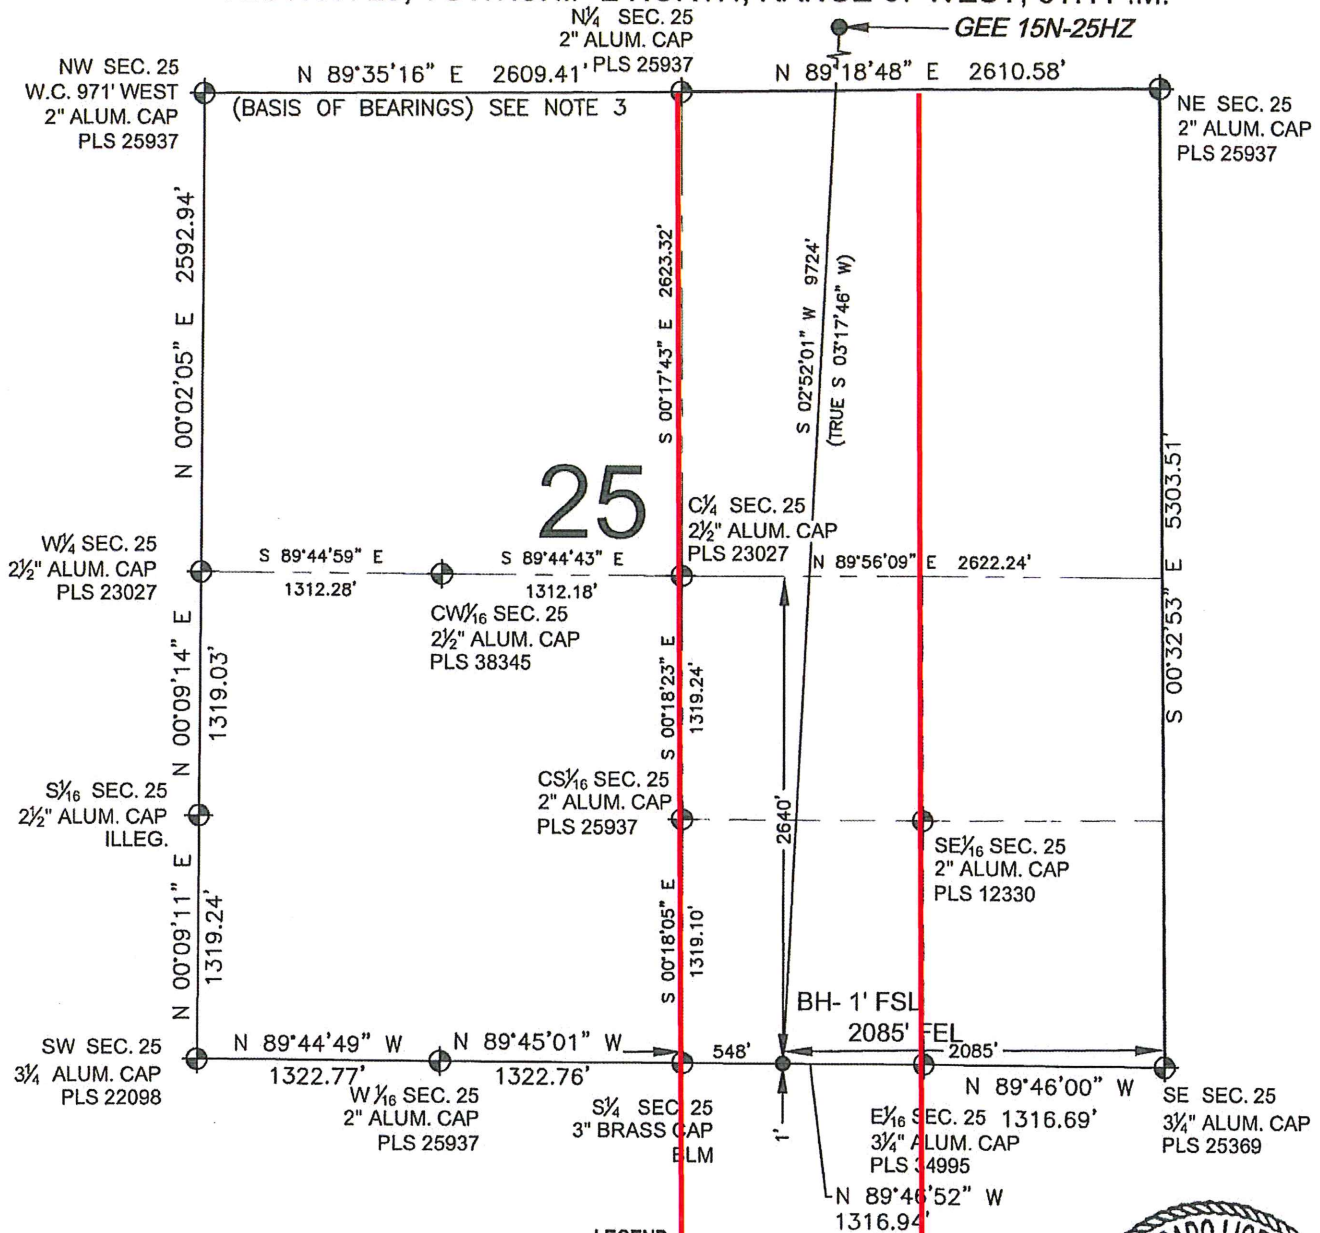 N¼ SEC. 25
2" ALUM. CAP
PLS 25937
GEE 15N-25HZ
NW SEC. 25
W.C. 971' WEST
2" ALUM. CAP
PLS 25937
N 89°35'16" E 2609.41'
(BASIS OF BEARINGS) SEE NOTE 3
N 89°18'48" E 2610.58'
NE SEC. 25
2" ALUM. CAP
PLS 25937
N 00°02'05" E 2592.94'
S 00°17'43" E 2623.32'
S 02°52'01" W 9724'
(TRUE S 03°17'46" W)
S 00°32'53" E 5303.51'
25
C¼ SEC. 25
2½" ALUM. CAP
PLS 23027
W¼ SEC. 25
2½" ALUM. CAP
PLS 23027
S 89°44'59" E
1312.28'
S 89°44'43" E
1312.18'
N 89°56'09" E 2622.24'
CW⅟16 SEC. 25
2½" ALUM. CAP
PLS 38345
N 00°09'14" E
1319.03'
S 00°18'23" E
1319.24'
2640'
S⅟16 SEC. 25
2½" ALUM. CAP
ILLEG.
CS⅟16 SEC. 25
2" ALUM. CAP
PLS 25937
SE⅟16 SEC. 25
2" ALUM. CAP
PLS 12330
N 00°09'11" E
1319.24'
S 00°18'05" E
1319.10'
BH- 1' FSL
2085' FEL
SW SEC. 25
3¼ ALUM. CAP
PLS 22098
N 89°44'49" W
1322.77'
N 89°45'01" W
1322.76'
548'
2085'
N 89°46'00" W
1316.69'
W ⅟16 SEC. 25
2" ALUM. CAP
PLS 25937
S¼ SEC 25
3" BRASS CAP
BLM
1'
E⅟16 SEC. 25
3¼" ALUM. CAP
PLS 34995
SE SEC. 25
3¼" ALUM. CAP
PLS 25369
N 89°46'52" W
1316.94'
LEGEND